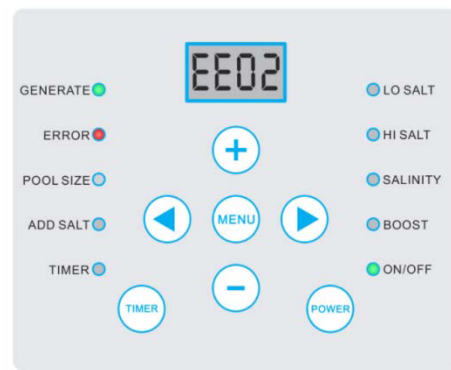 EE02
GENERATE
LO SALT
ERROR
HI SALT
POOL SIZE
SALINITY
ADD SALT
MENU
BOOST
TIMER
ON/OFF
TIMER
POWER